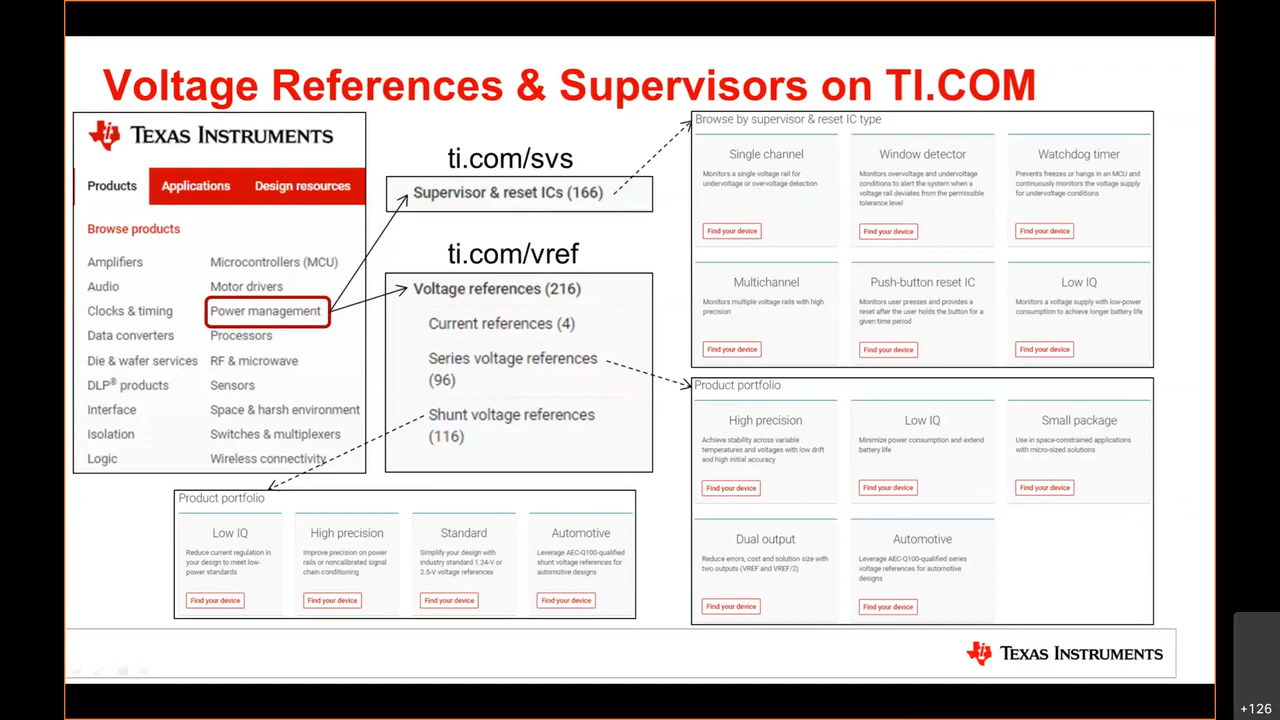 Voltage References & Supervisors on TI.COM
TEXAS INSTRUMENTS
Products
Applications
Design resources
Browse products
Amplifiers
Audio
Clocks & timing
Data converters
Die & wafer services
DLP® products
Interface
Isolation
Logic
Microcontrollers (MCU)
Motor drivers
Power management
Processors
RF & microwave
Sensors
Space & harsh environment
Switches & multiplexers
Wireless connectivity
ti.com/svs
Supervisor & reset ICs (166)
ti.com/vref
Voltage references (216)
Current references (4)
Series voltage references
(96)
Shunt voltage references
(116)
Browse by supervisor & reset IC type
Single channel
Monitors a single voltage rail for
undervoltage or overvoltage detection
Find your device
Window detector
Monitors overvoltage and undervoltage
conditions to alert the system when a
voltage rail deviates from the permissible
tolerance level
Find your device
Watchdog timer
Prevents freezes or hangs in an MCU and
continuously monitors the voltage supply
for undervoltage conditions
Find your device
Multichannel
Monitors multiple voltage rails with high
precision
Find your device
Push-button reset IC
Monitors user presses and provides a
reset after the user holds the button for a
given time period
Find your device
Low IQ
Monitors a voltage supply with low-power
consumption to achieve longer battery life
Find your device
Product portfolio
High precision
Achieve stability across variable
temperatures and voltages with low drift
and high initial accuracy
Find your device
Low IQ
Minimize power consumption and extend
battery life
Find your device
Small package
Use in space-constrained applications
with micro-sized solutions
Find your device
Dual output
Reduce errors, cost and solution size with
two outputs (VREF and VREF/2)
Find your device
Automotive
Leverage AEC-Q100-qualified series
voltage references for automotive
designs
Find your device
Product portfolio
Low IQ
Reduce current regulation in
your design to meet low-
power standards
Find your device
High precision
Improve precision on power
rails or noncalibrated signal
chain conditioning
Find your device
Standard
Simplify your design with
industry standard 1.24-V or
2.5-V voltage references
Find your device
Automotive
Leverage AEC-Q100-qualified
shunt voltage references for
automotive designs
Find your device
TEXAS INSTRUMENTS
+126